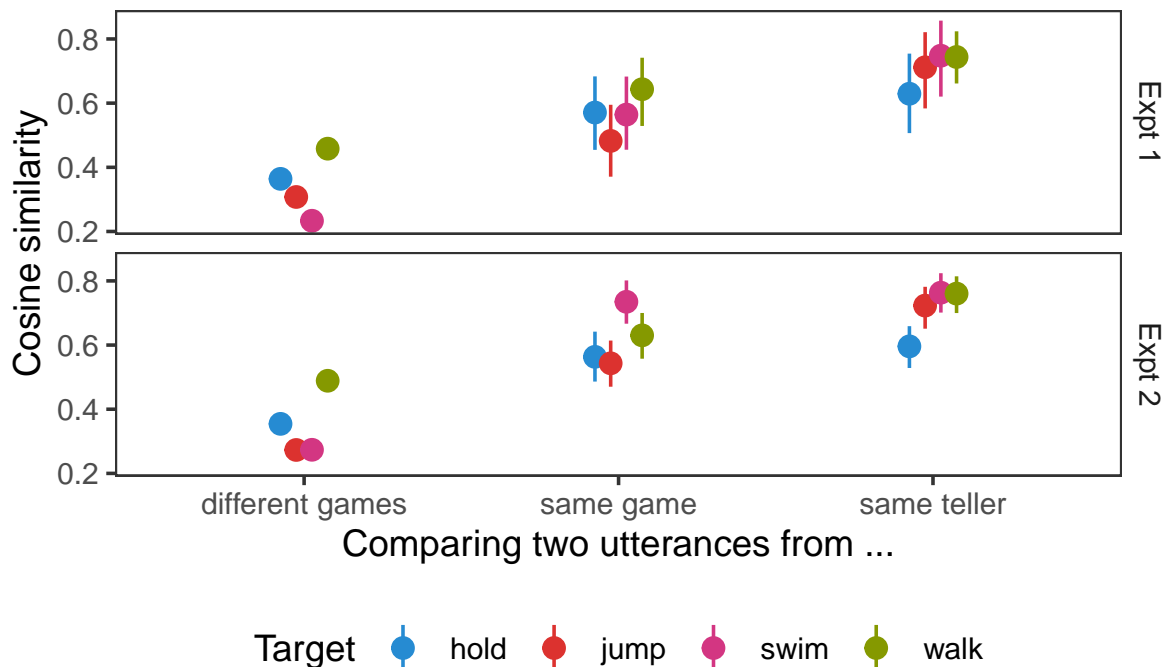 Cosine similarity
0.8
0.6
0.4
0.2
Expt 1
0.8
0.6
0.4
0.2
Expt 2
different games same game same teller
Comparing two utterances from ...
Target hold jump swim walk